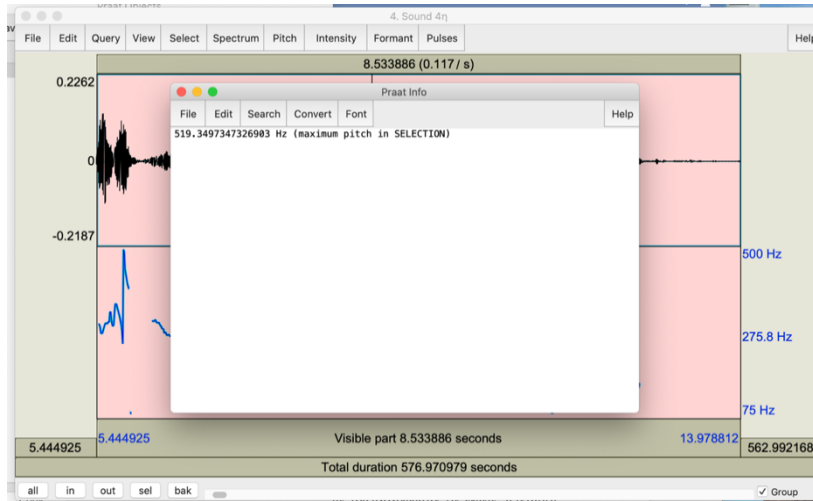 4. Sound 4η
File Edit Query View Select Spectrum Pitch Intensity Formant Pulses Help
8.533886 (0.117 / s)
0.2262
0
-0.2187
Praat Info
File Edit Search Convert Font Help
519.3497347326903 Hz (maximum pitch in SELECTION)
500 Hz
275.8 Hz
75 Hz
5.444925 5.444925 Visible part 8.533886 seconds 13.978812 562.992168
Total duration 576.970979 seconds
all in out sel bak Group